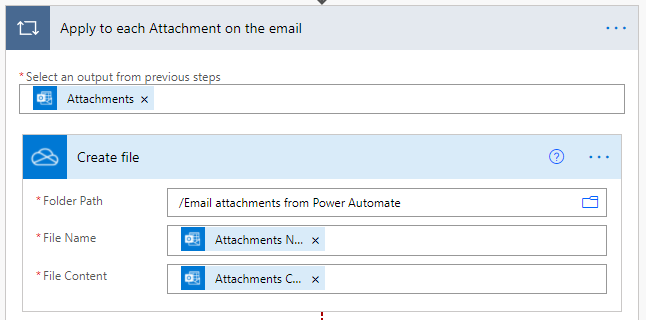 Apply to each Attachment on the email
*Select an output from previous steps
Attachments ×
Create file
*Folder Path
/Email attachments from Power Automate
*File Name
Attachments N... ×
*File Content
Attachments C... ×